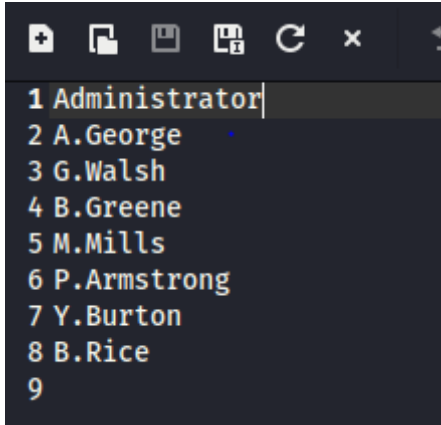 1 Administrator
2 A.George
3 G.Walsh
4 B.Greene
5 M.Mills
6 P.Armstrong
7 Y.Burton
8 B.Rice
9